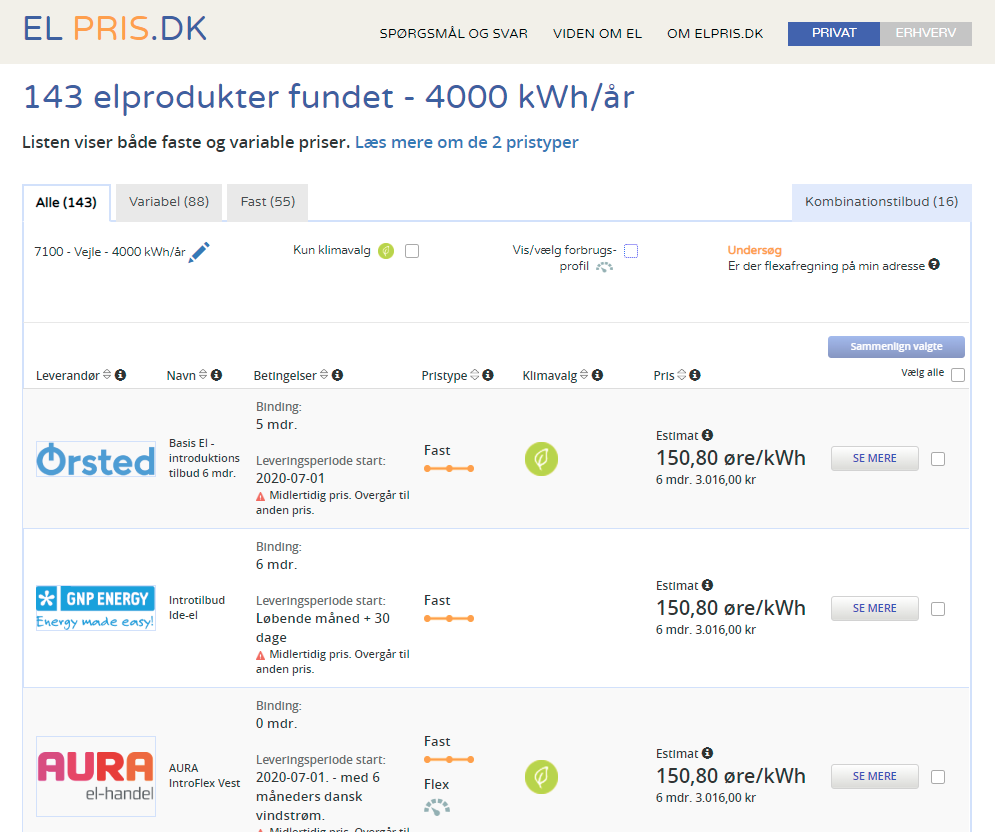 EL PRIS.DK
SPØRGSMÅL OG SVAR
VIDEN OM EL
OM ELPRIS.DK
PRIVAT
ERHVERV
143 elprodukter fundet - 4000 kWh/år
Listen viser både faste og variable priser. Læs mere om de 2 pristyper
Alle (143)
Variabel (88)
Fast (55)
Kombinationstilbud (16)
7100 - Vejle - 4000 kWh/år
Kun klimavalg
Vis/vælg forbrugs-
profil
Undersøg
Er der flexafregning på min adresse
Sammenlign valgte
Leverandør
Navn
Betingelser
Pristype
Klimavalg
Pris
Vælg alle
Ørsted
Basis El -
introduktions
tilbud 6 mdr.
Binding:
5 mdr.
Leveringsperiode start:
2020-07-01
Midlertidig pris. Overgår til
anden pris.
Fast
Estimat
150,80 øre/kWh
6 mdr. 3.016,00 kr
SE MERE
GNP ENERGY
Energy made easy!
Introtilbud
Ide-el
Binding:
6 mdr.
Leveringsperiode start:
Løbende måned + 30
dage
Midlertidig pris. Overgår til
anden pris.
Fast
Estimat
150,80 øre/kWh
6 mdr. 3.016,00 kr
SE MERE
AURA
el-handel
AURA
IntroFlex Vest
Binding:
0 mdr.
Leveringsperiode start:
2020-07-01. - med 6
måneders dansk
vindstrøm.
Midlertidig pris. Overgår til
Fast
Flex
Estimat
150,80 øre/kWh
6 mdr. 3.016,00 kr
SE MERE